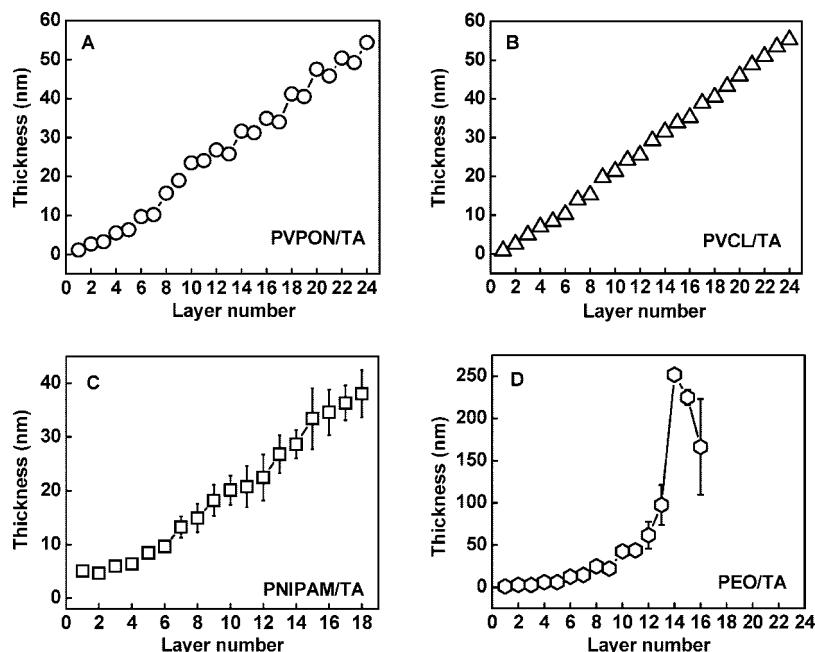 A
Thickness (nm)
60
50
40
30
20
10
0
PVPON/TA
0 2 4 6 8 10 12 14 16 18 20 22 24
Layer number
B
Thickness (nm)
60
50
40
30
20
10
0
PVCL/TA
0 2 4 6 8 10 12 14 16 18 20 22 24
Layer number
C
Thickness (nm)
40
30
20
10
0
PNIPAM/TA
0 2 4 6 8 10 12 14 16 18
Layer number
D
Thickness (nm)
250
200
150
100
50
0
PEO/TA
0 2 4 6 8 10 12 14 16 18 20 22 24
Layer number